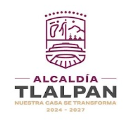 ALCALDÍA
TLALPAN
NUESTRA CASA SE TRANSFORMA
2024 - 2027